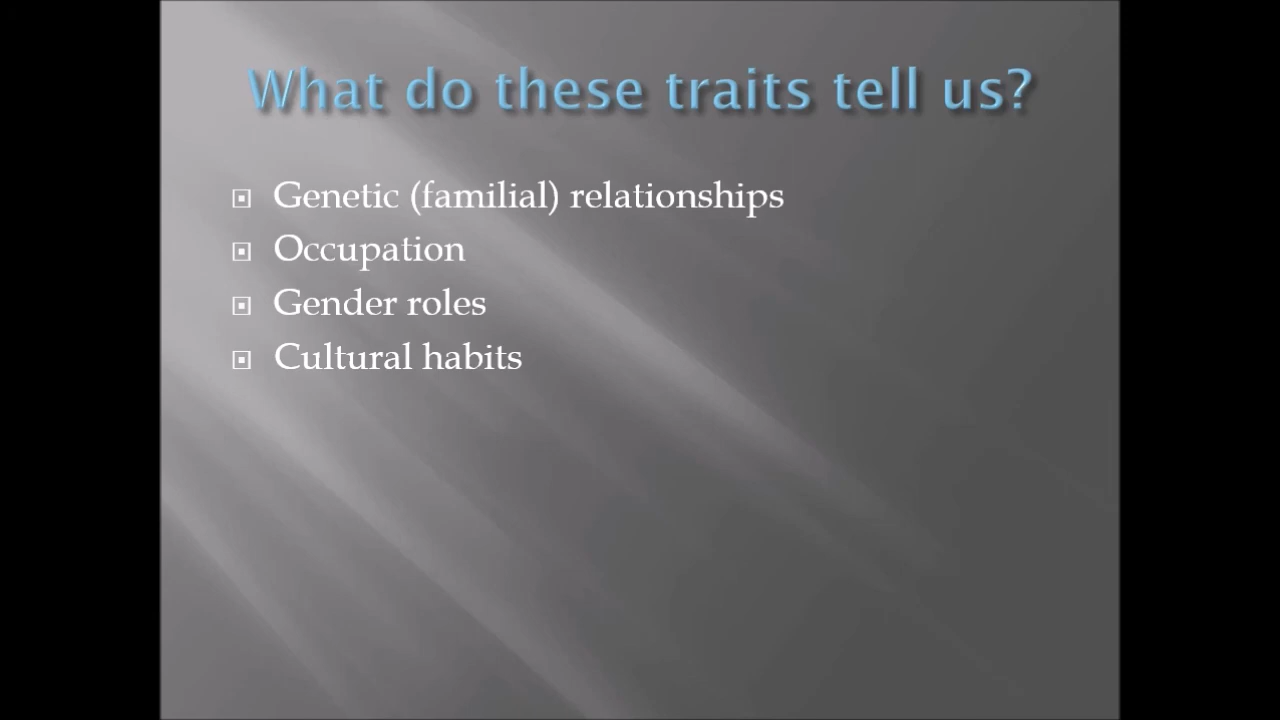 What do these traits tell us?
Genetic (familial) relationships
Occupation
Gender roles
Cultural habits